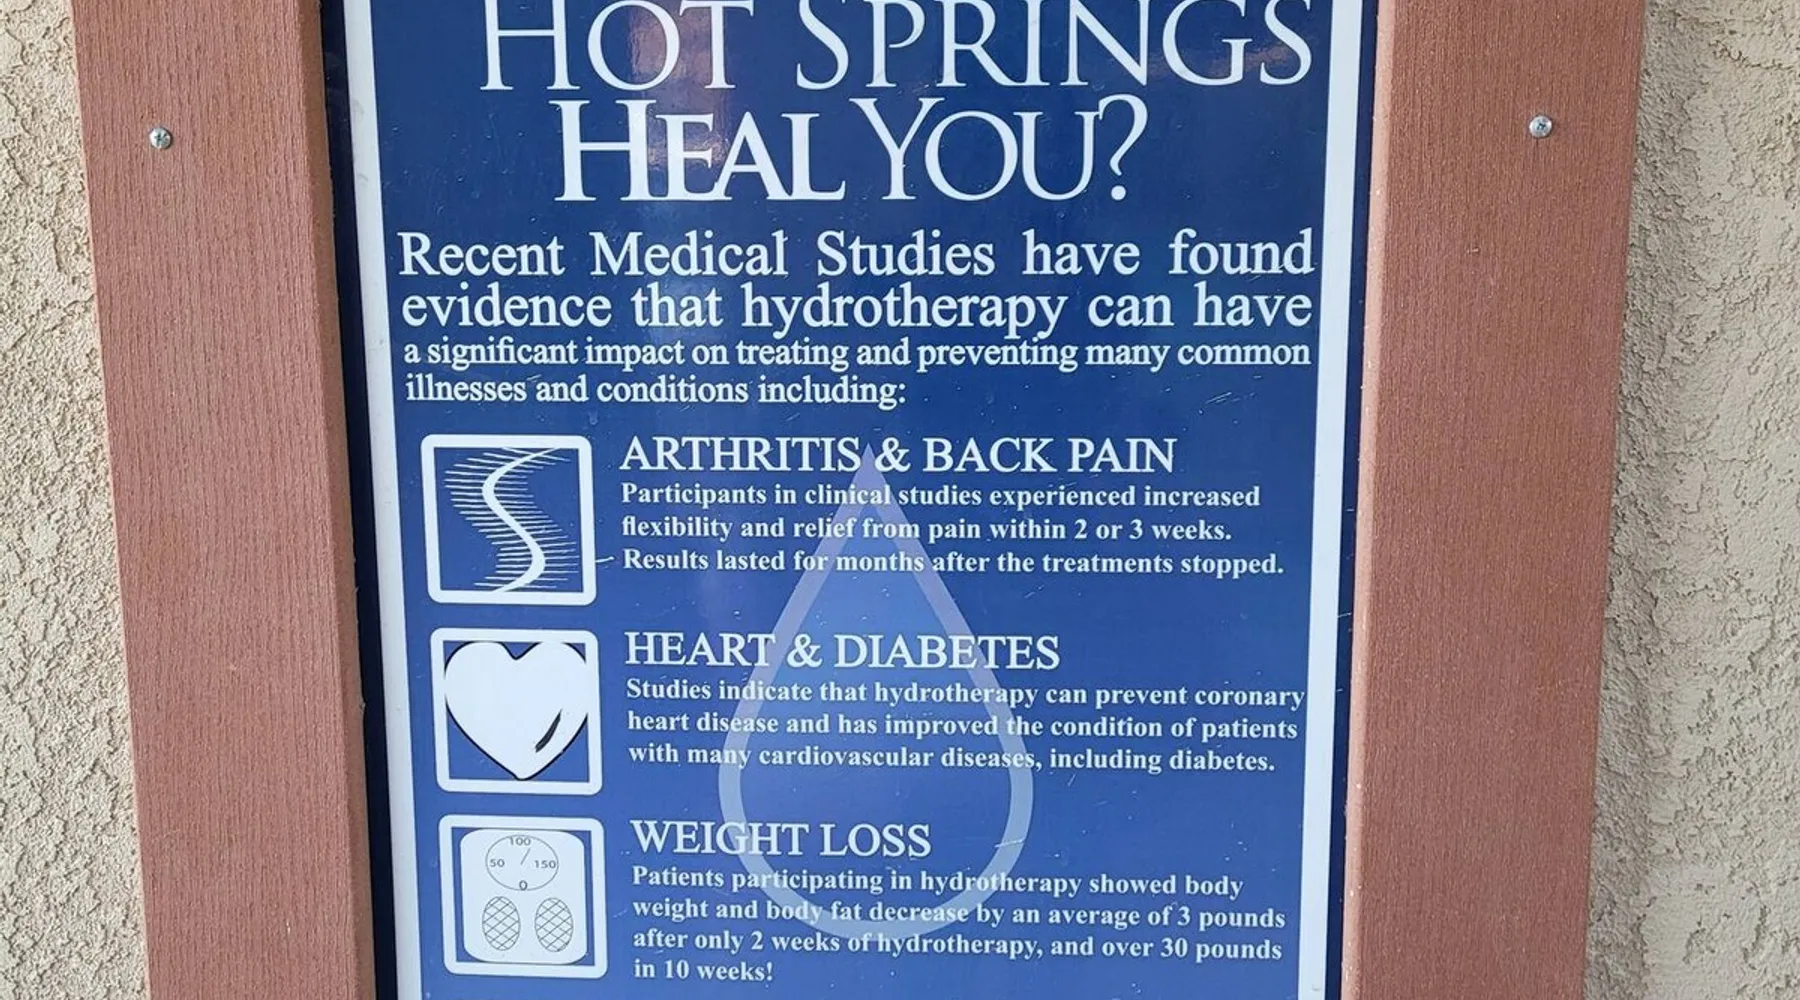 HOT SPRINGS
HEAL YOU?
Recent Medical Studies have found
evidence that hydrotherapy can have
a significant impact on treating and preventing many common
illnesses and conditions including:
ARTHRITIS & BACK PAIN
Participants in clinical studies experienced increased
flexibility and relief from pain within 2 or 3 weeks.
Results lasted for months after the treatments stopped.
HEART & DIABETES
Studies indicate that hydrotherapy can prevent coronary
heart disease and has improved the condition of patients
with many cardiovascular diseases, including diabetes.
100
50 150
0
WEIGHT LOSS
Patients participating in hydrotherapy showed body
weight and body fat decrease by an average of 3 pounds
after only 2 weeks of hydrotherapy, and over 30 pounds
in 10 weeks!